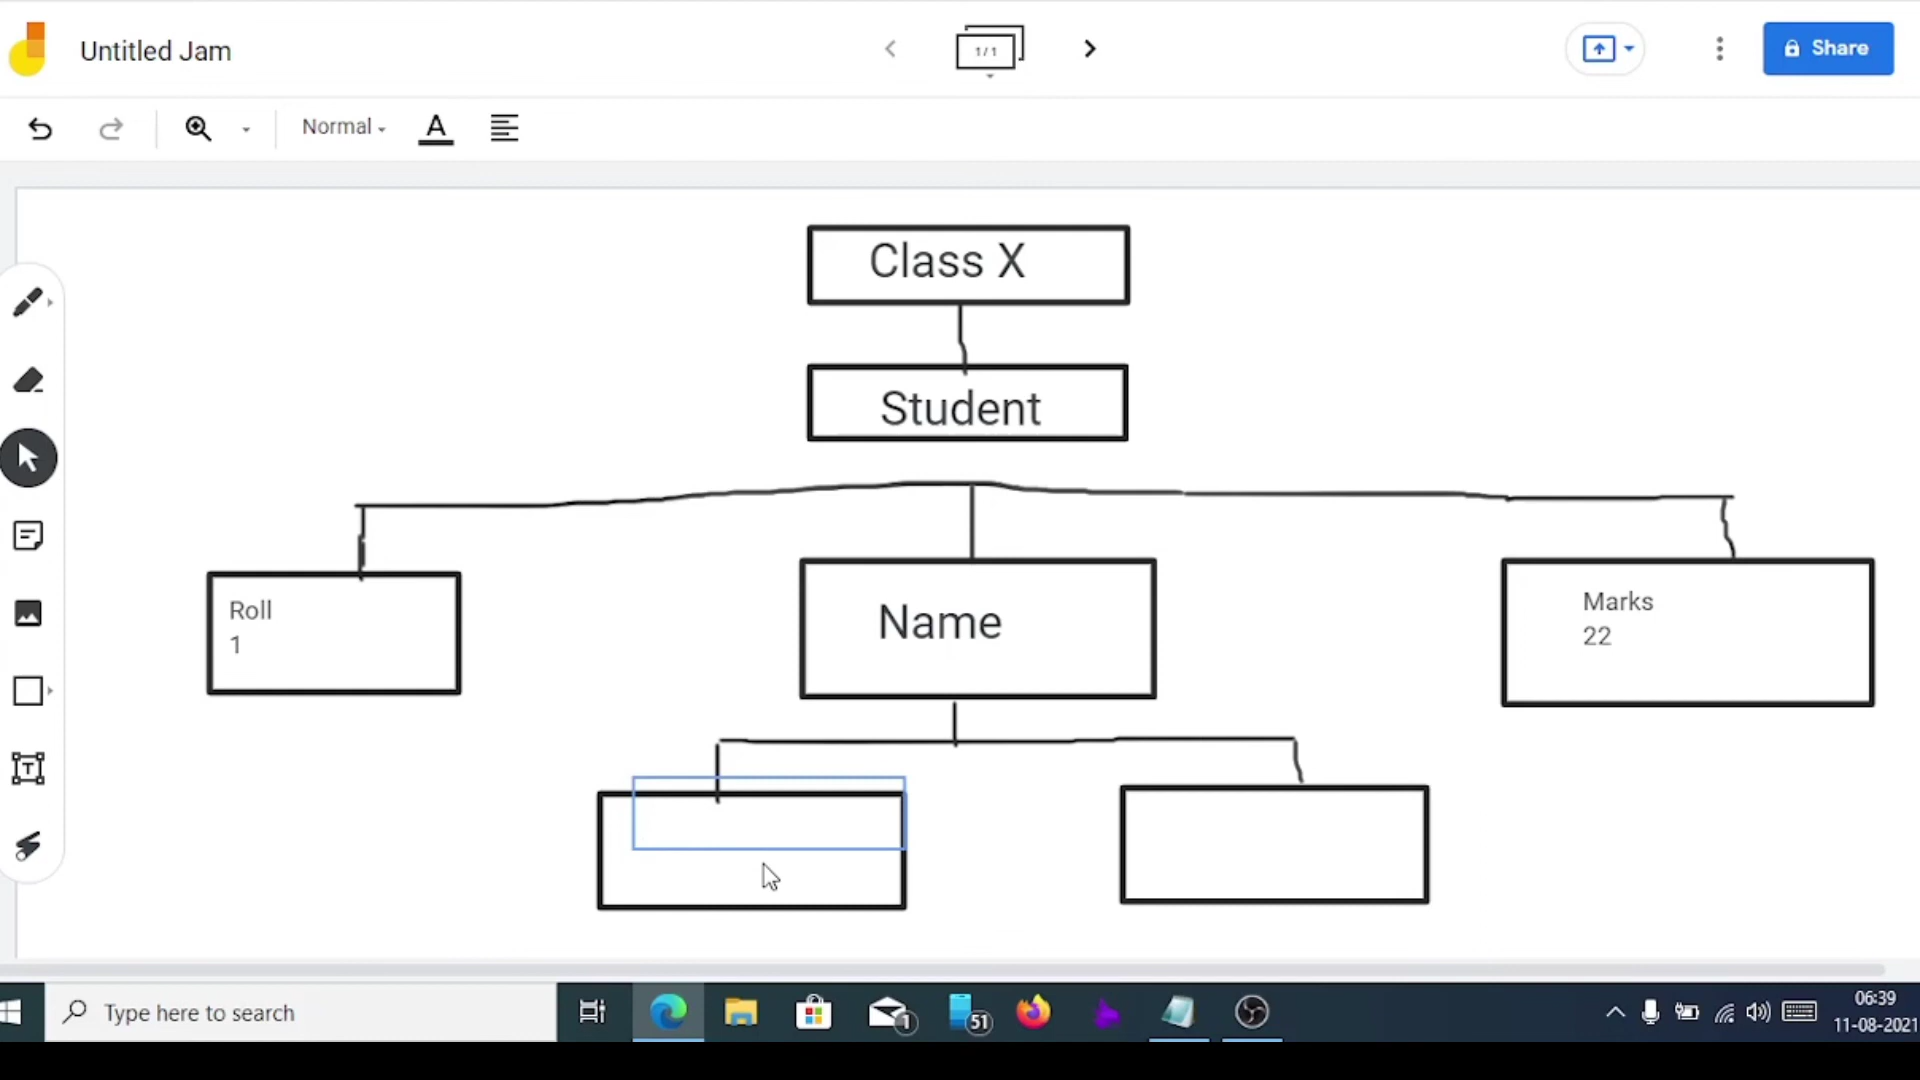 Untitled Jam
1/1
Share
Normal
A
Class X
Student
Roll
1
Name
Marks
22
T
Type here to search
1
51
06:39
11-08-2021